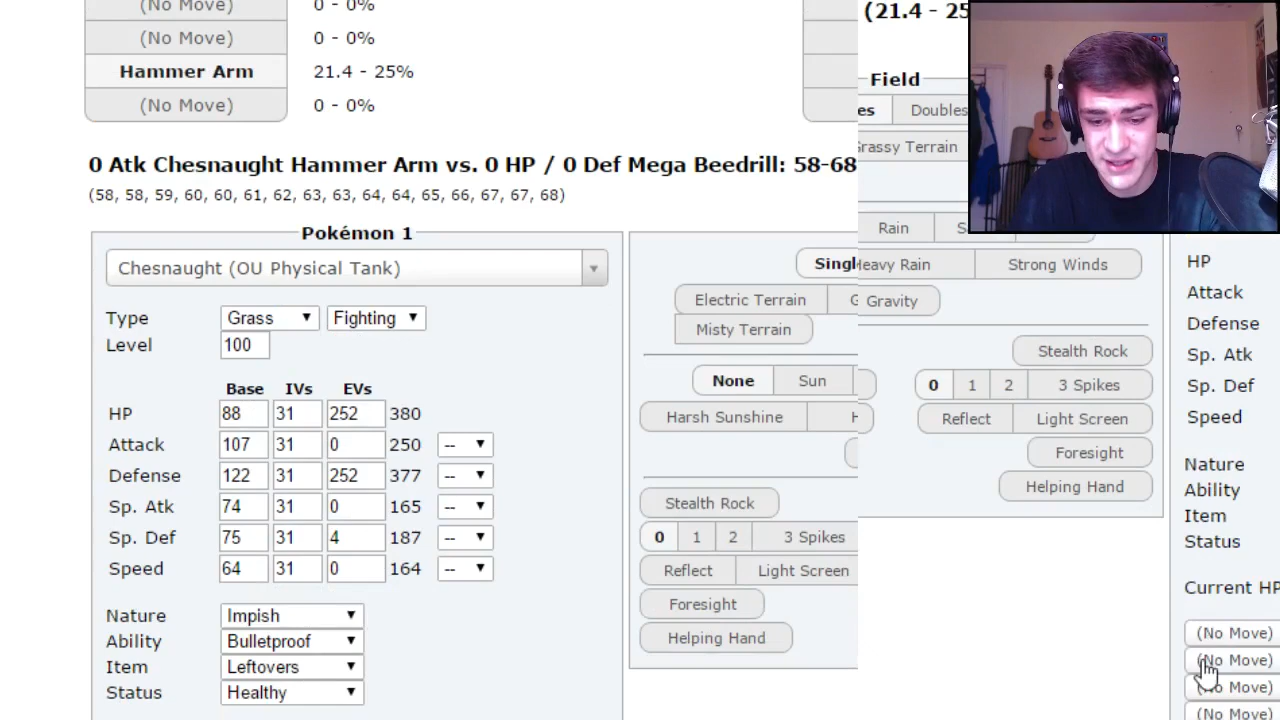 (No Move) 0 - 0%
(No Move) 0 - 0%
Hammer Arm 21.4 - 25%
(No Move) 0 - 0%
0 Atk Chesnaught Hammer Arm vs. 0 HP / 0 Def Mega Beedrill: 58-68
(58, 58, 59, 60, 60, 61, 62, 63, 63, 64, 64, 65, 66, 67, 67, 68)
Pokémon 1
Chesnaught (OU Physical Tank)
Type Grass Fighting
Level 100
Base IVs EVs
HP 88 31 252 380
Attack 107 31 0 250 --
Defense 122 31 252 377 --
Sp. Atk 74 31 0 165 --
Sp. Def 75 31 4 187 --
Speed 64 31 0 164 --
Nature Impish
Ability Bulletproof
Item Leftovers
Status Healthy
Singl
Electric Terrain G
Misty Terrain
None Sun
Harsh Sunshine H
Stealth Rock
0 1 2 3 Spikes
Reflect Light Screen
Foresight
Helping Hand
(21.4 - 25
Field
es Doubles
Grassy Terrain
Rain S
Heavy Rain Strong Winds
Gravity
Stealth Rock
0 1 2 3 Spikes
Reflect Light Screen
Foresight
Helping Hand
HP
Attack
Defense
Sp. Atk
Sp. Def
Speed
Nature
Ability
Item
Status
Current HP
(No Move)
(No Move)
(No Move)
(No Move)